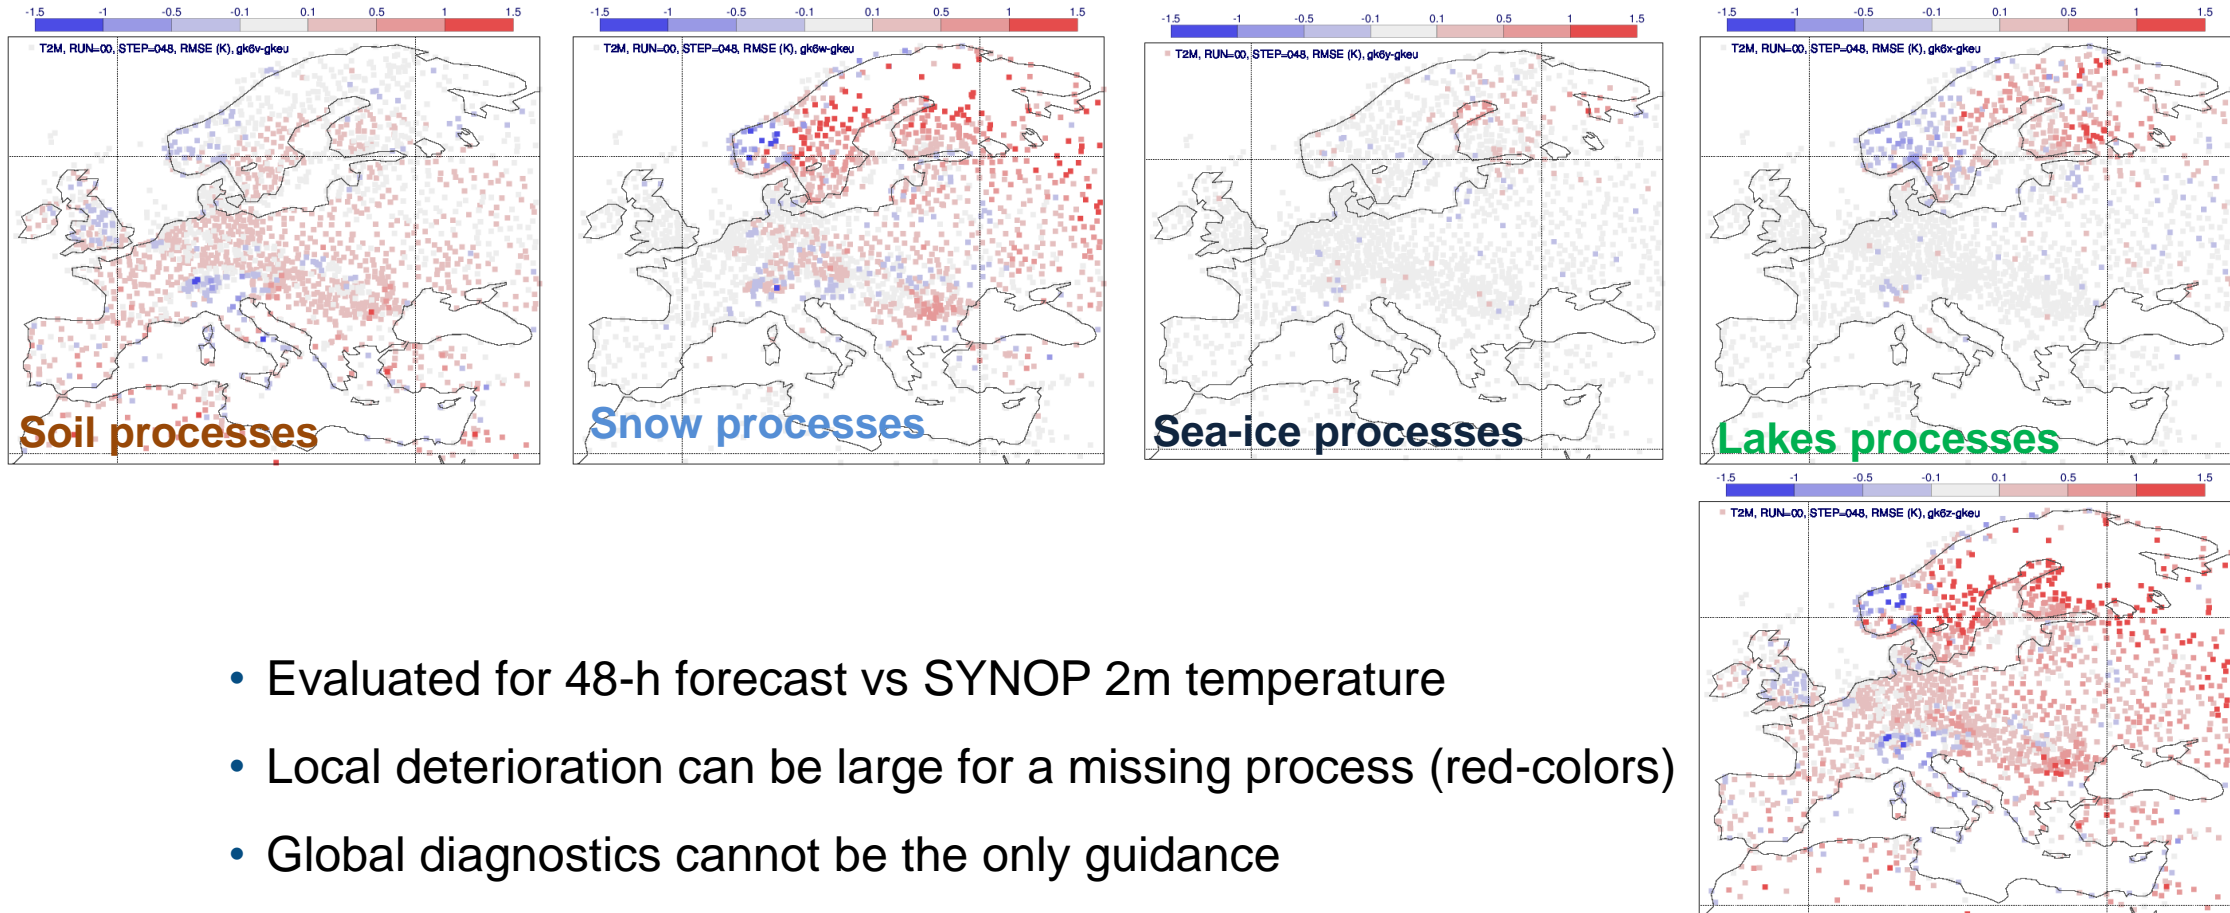 -1.5 -1 -0.5 -0.1 0.1 0.5 1 1.5
T2M, RUN=00, STEP=048, RMSE (K), gk6v-gkeu
Soil processes
-1.5 -1 -0.5 -0.1 0.1 0.5 1 1.5
T2M, RUN=00, STEP=048, RMSE (K), gk6w-gkeu
Snow processes
-1.5 -1 -0.5 -0.1 0.1 0.5 1 1.5
T2M, RUN=00, STEP=048, RMSE (K), gk6y-gkeu
Sea-ice processes
-1.5 -1 -0.5 -0.1 0.1 0.5 1 1.5
T2M, RUN=00, STEP=048, RMSE (K), gk6x-gkeu
Lakes processes
-1.5 -1 -0.5 -0.1 0.1 0.5 1 1.5
T2M, RUN=00, STEP=048, RMSE (K), gk6z-gkeu
• Evaluated for 48-h forecast vs SYNOP 2m temperature
• Local deterioration can be large for a missing process (red-colors)
• Global diagnostics cannot be the only guidance